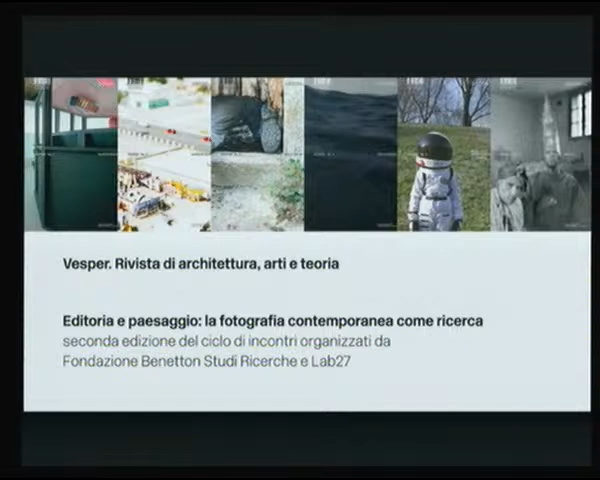 Vesper. Rivista di architettura, arti e teoria
Editoria e paesaggio: la fotografia contemporanea come ricerca
seconda edizione del ciclo di incontri organizzati da
Fondazione Benetton Studi Ricerche e Lab27